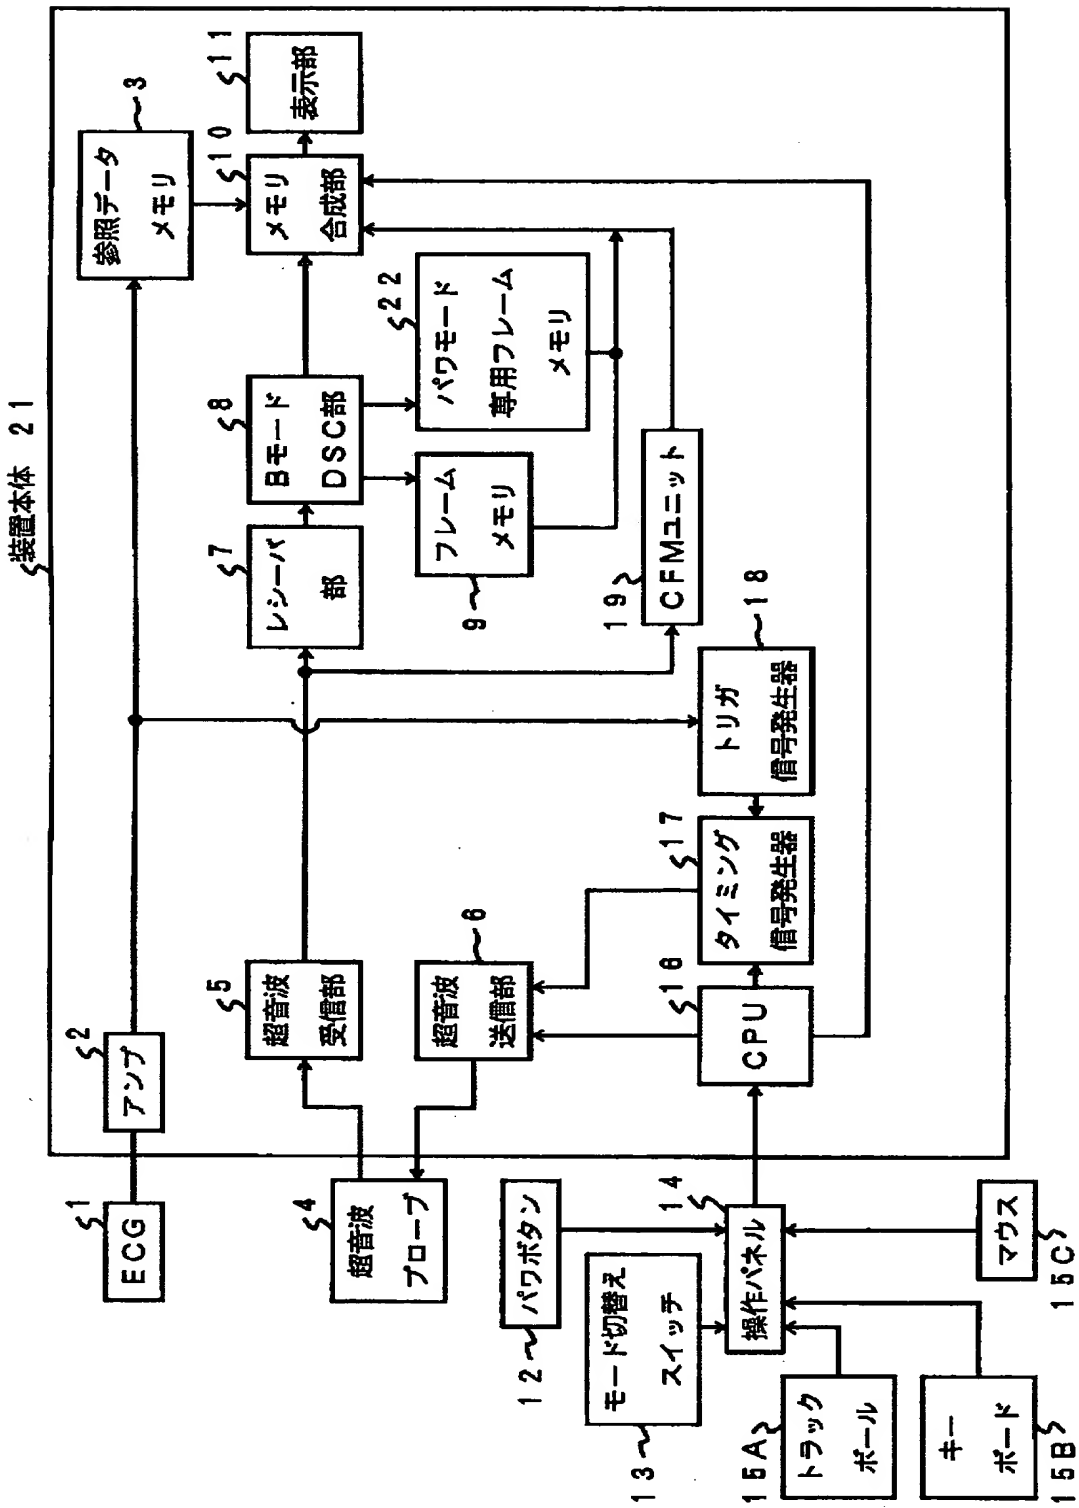 装置本体 21
1
ECG
2
アンプ
参照データ
メモリ
3
4
超音波
プローブ
5
超音波
受信部
7
レシーバ
部
8
Bモード
DSC部
10
メモリ
合成部
11
表示部
6
超音波
送信部
フレーム
メモリ
9
22
パワモード
専用フレーム
メモリ
19
CFMユニット
12
パワボタン
13
モード切替え
スイッチ
14
操作パネル
16
CPU
17
タイミング
信号発生器
トリガ
信号発生器
18
15A
トラック
ボール
キー
ボード
15B
マウス
15C